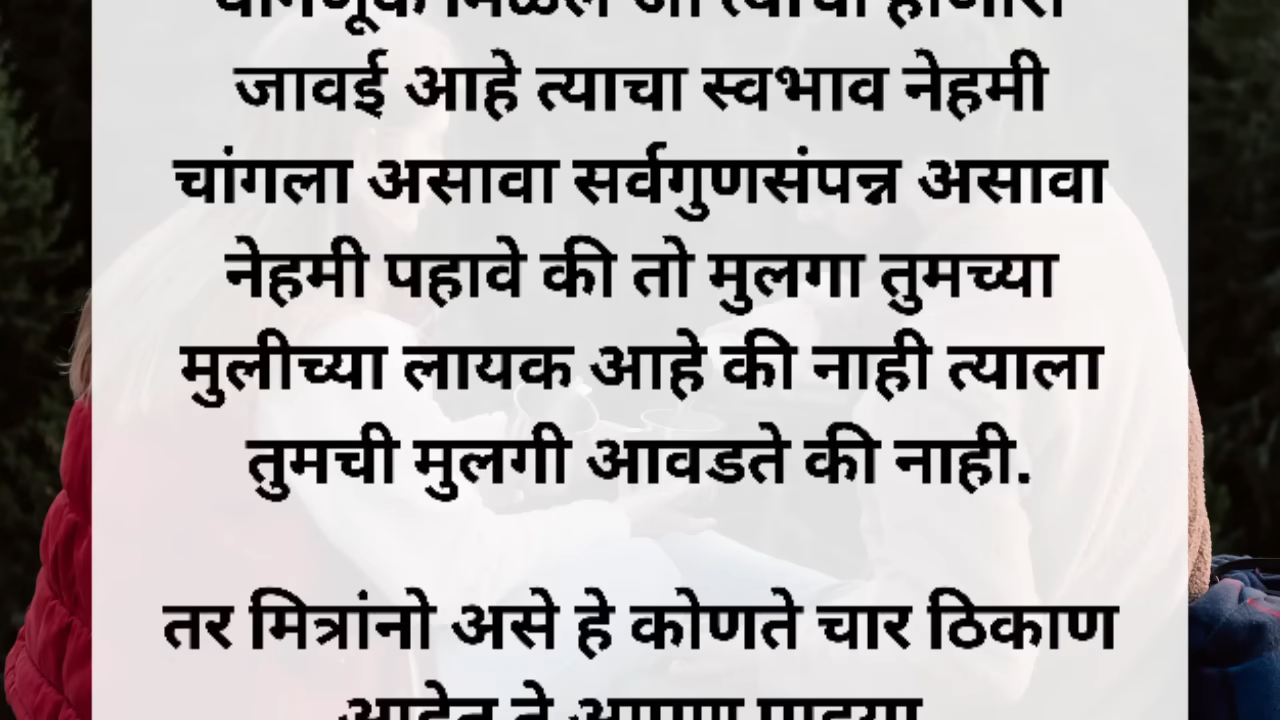 जावई आहे त्याचा स्वभाव नेहमी
चांगला असावा सर्वगुणसंपन्न असावा
नेहमी पहावे की तो मुलगा तुमच्या
मुलीच्या लायक आहे की नाही त्याला
तुमची मुलगी आवडते की नाही.
तर मित्रांनो असे हे कोणते चार ठिकाण